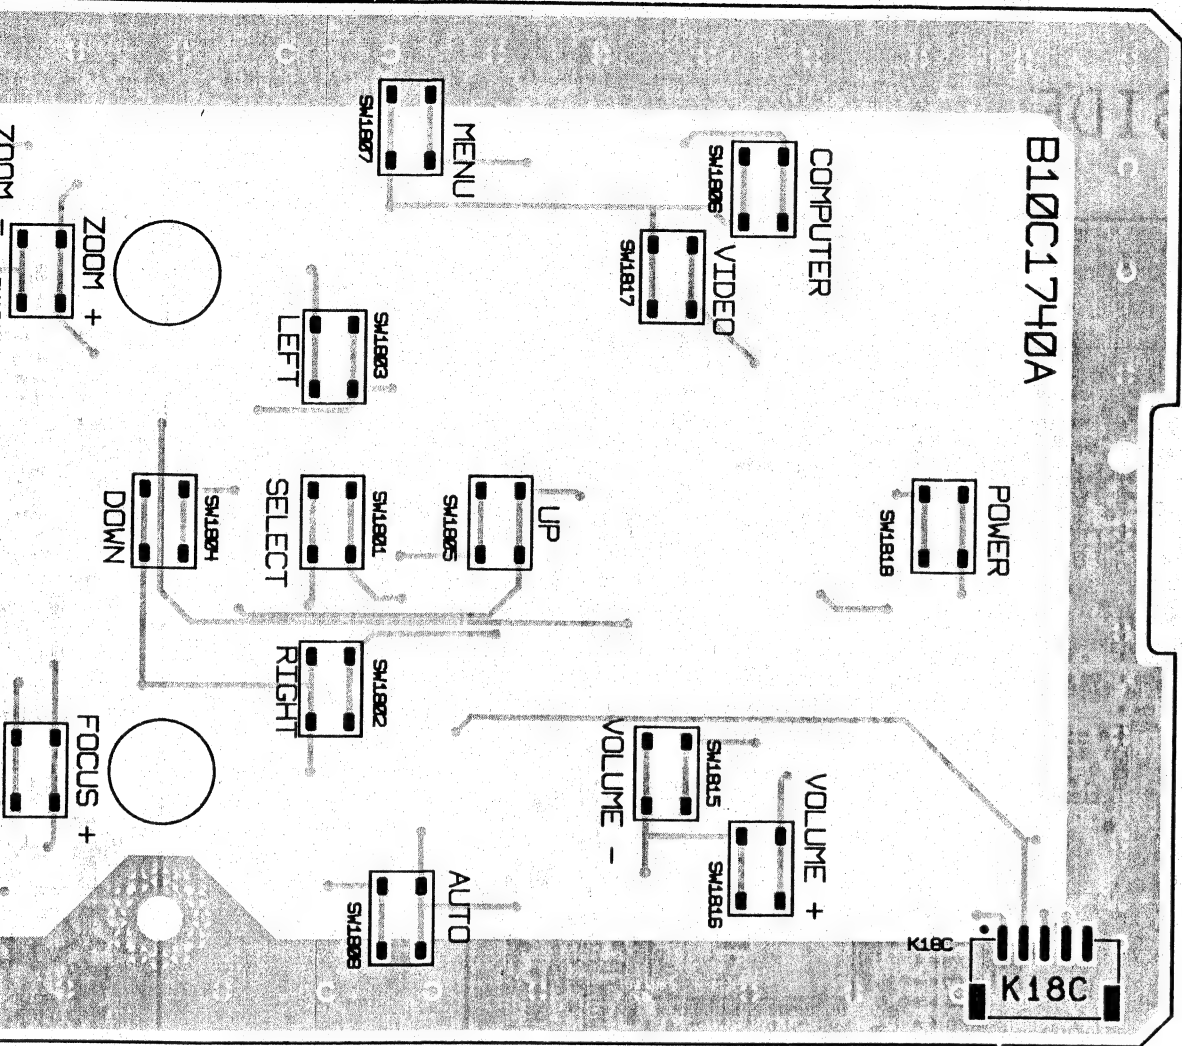 SW1807
MENU
SW1806
COMPUTER
B10C1740A
ZOOM -
ZOOM +
SW1817
VIDEO
LEFT
SW1803
DOWN
SW1804
SELECT
SW1801
SW1805
UP
SW1818
POWER
RIGHT
SW1802
FOCUS +
VOLUME -
SW1815
VOLUME +
SW1816
AUTO
SW1808
K18C
K18C